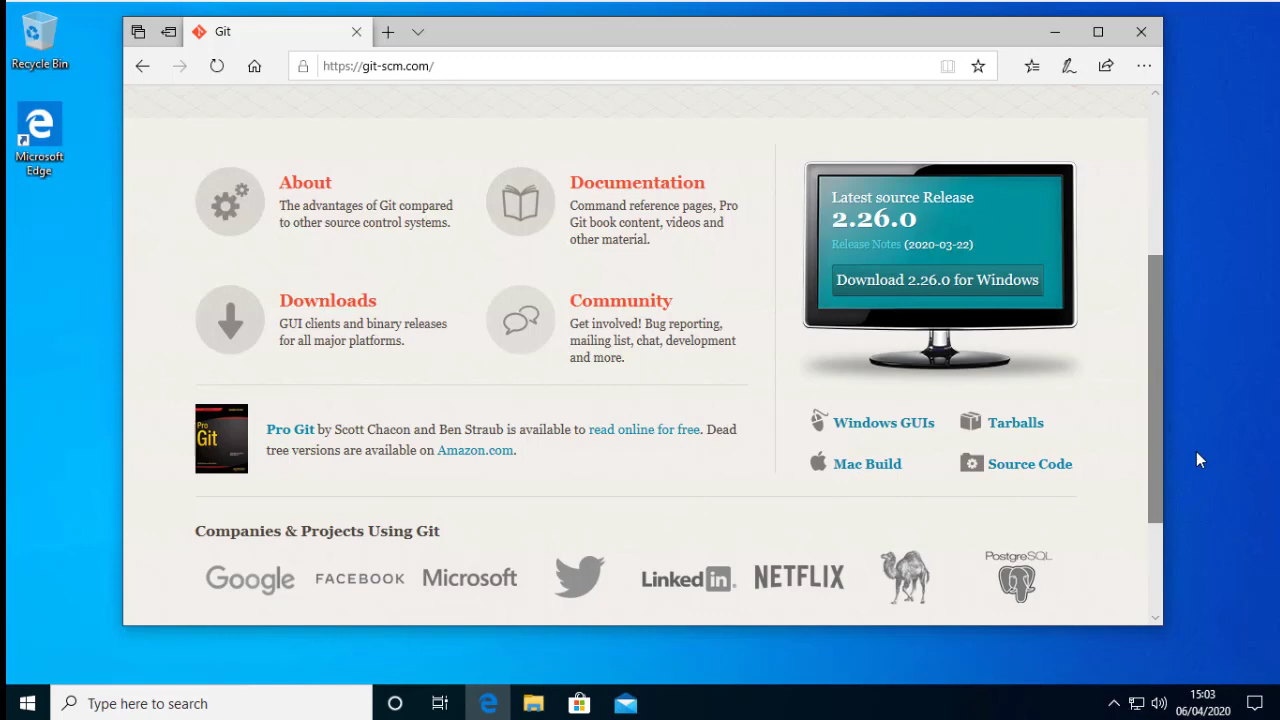 Recycle Bin
Microsoft
Edge
Git
https://git-scm.com/
About
The advantages of Git compared
to other source control systems.
Documentation
Command reference pages, Pro
Git book content, videos and
other material.
Downloads
GUI clients and binary releases
for all major platforms.
Community
Get involved! Bug reporting,
mailing list, chat, development
and more.
Latest source Release
2.26.0
Release Notes (2020-03-22)
Download 2.26.0 for Windows
Windows GUIs
Tarballs
Mac Build
Source Code
Pro
Git
Pro Git by Scott Chacon and Ben Straub is available to read online for free. Dead
tree versions are available on Amazon.com.
Companies & Projects Using Git
Google
FACEBOOK
Microsoft
Linked in
NETFLIX
PostgreSQL
Type here to search
15:03
06/04/2020